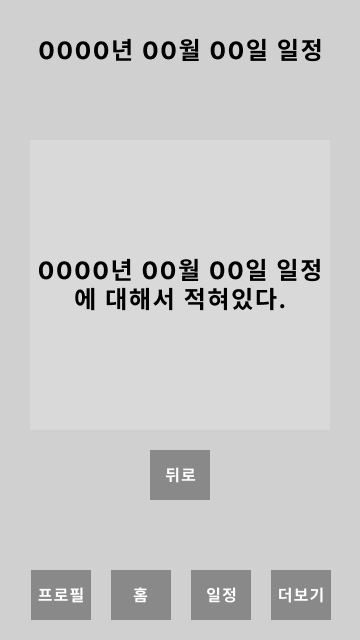 0000년 00월 00일 일정
0000년 00월 00일 일정
에 대해서 적혀있다.
뒤로
프로필
홈
일정
더보기